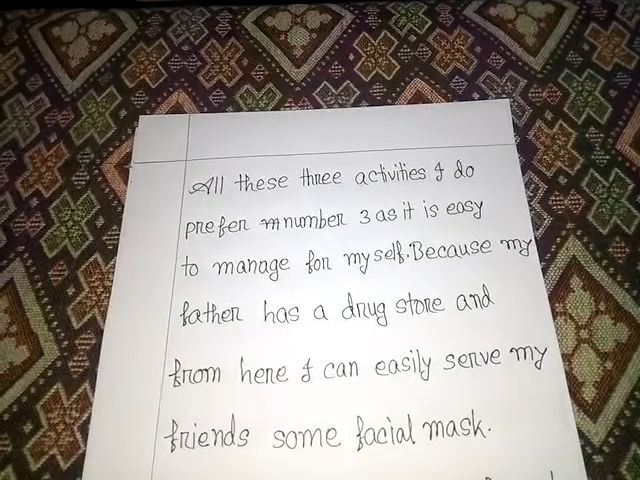 All these three activities I do
prefer number 3 as it is easy
to manage for myself. Because my
father has a drug store and
from here I can easily serve my
friends some facial mask.